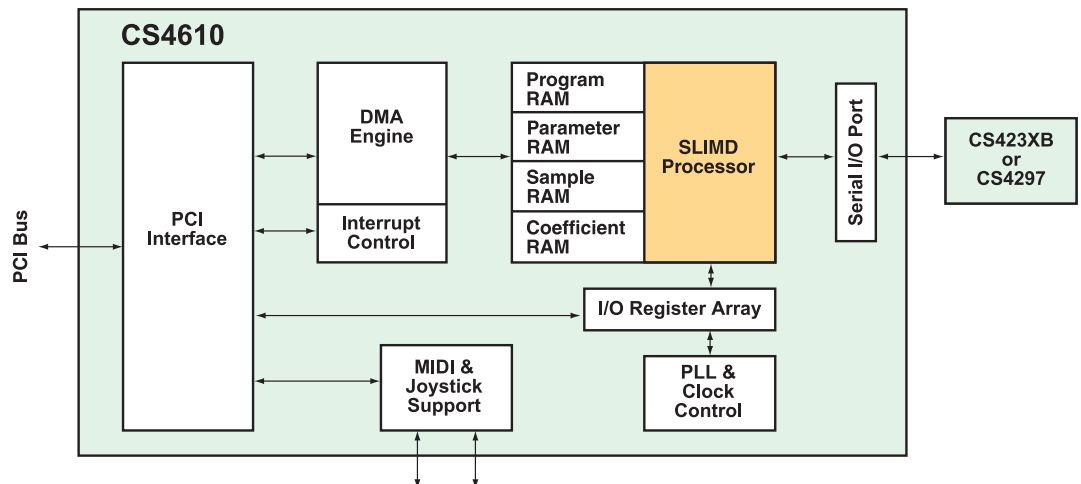 CS4610
PCI Bus
PCI
Interface
DMA
Engine
Interrupt
Control
Program
RAM
Parameter
RAM
Sample
RAM
Coefficient
RAM
SLIMD
Processor
Serial I/O Port
CS423XB
or
CS4297
I/O Register Array
MIDI &
Joystick
Support
PLL &
Clock
Control